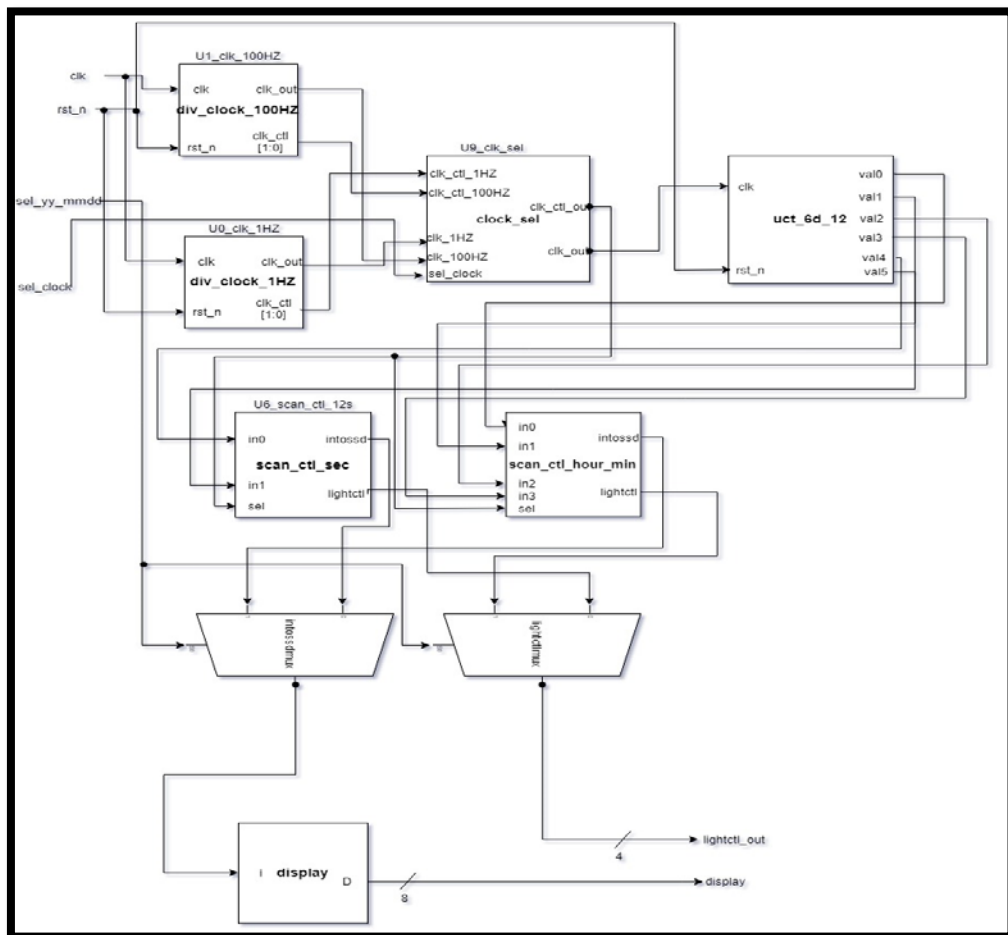 U1_clk_100HZ
clk
rst_n
clk
clk_out
div_clock_100HZ
clk_ctl
[1:0]
rst_n
sel_yy_mmdd
sel_clock
U0_clk_1HZ
clk
clk_out
div_clock_1HZ
clk_ctl
[1:0]
rst_n
U9_clk_sel
clk_ctl_1HZ
clk_ctl_100HZ
clk_ctl_out
clock_sel
clk_1HZ
clk_out
clk_100HZ
sel_clock
clk
val0
val1
uct_6d_12
val2
val3
val4
val5
rst_n
U6_scan_ctl_12s
in0
intossd
scan_ctl_sec
in1
lightctl
sel
in0
intossd
in1
scan_ctl_hour_min
in2
lightctl
in3
sel
intossdmux
lightctlmux
lightctl_out
4
I
display
D
8
display